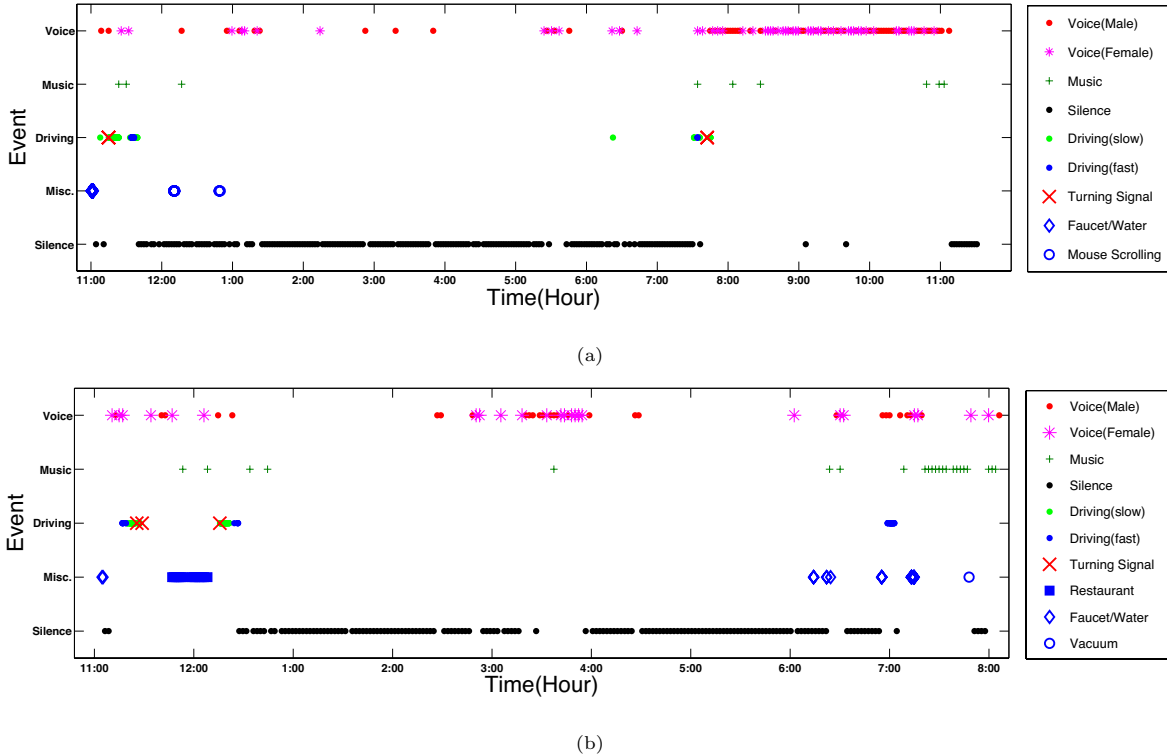 Voice
Music
Driving
Misc.
Silence
Event
11:00 12:00 1:00 2:00 3:00 4:00 5:00 6:00 7:00 8:00 9:00 10:00 11:00
Time(Hour)
Voice(Male)
Voice(Female)
Music
Silence
Driving(slow)
Driving(fast)
Turning Signal
Faucet/Water
Mouse Scrolling
(a)
Voice
Music
Driving
Misc.
Silence
Event
11:00 12:00 1:00 2:00 3:00 4:00 5:00 6:00 7:00 8:00
Time(Hour)
Voice(Male)
Voice(Female)
Music
Silence
Driving(slow)
Driving(fast)
Turning Signal
Restaurant
Faucet/Water
Vacuum
(b)